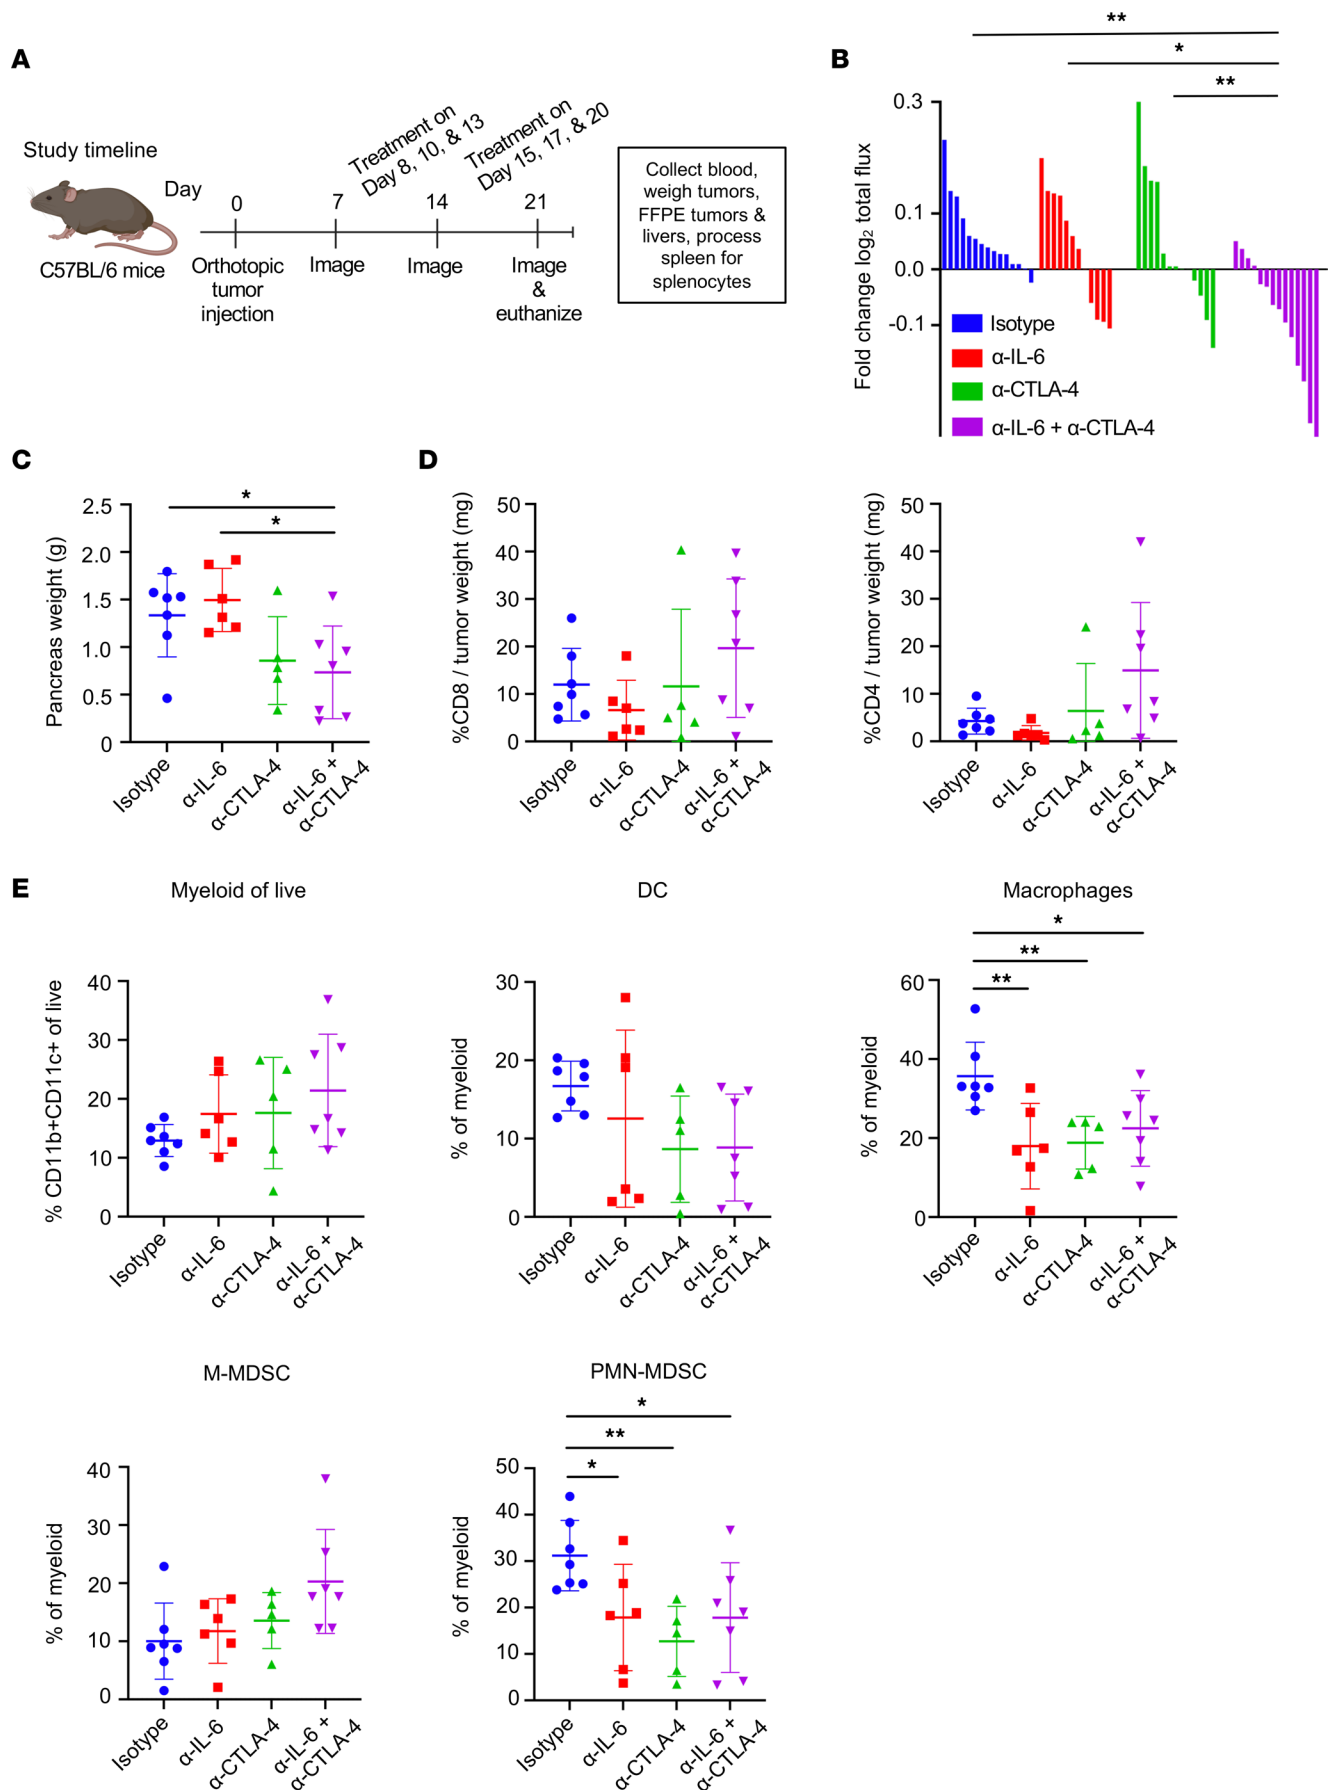 A
Study timeline
C57BL/6 mice
Day
0
7
14
21
Treatment on
Day 8, 10, & 13
Treatment on
Day 15, 17, & 20
Orthotopic
tumor
injection
Image
Image
Image
&
euthanize
Collect blood,
weigh tumors,
FFPE tumors &
livers, process
spleen for
splenocytes
B
**
*
**
Fold change log₂ total flux
0.3
0.1
0.0
-0.1
Isotype
α-IL-6
α-CTLA-4
α-IL-6 + α-CTLA-4
C
*
*
Pancreas weight (g)
2.5
2.0
1.5
1.0
0.5
0
Isotype
α-IL-6
α-CTLA-4
α-IL-6 +
α-CTLA-4
D
%CD8 / tumor weight (mg)
50
40
30
20
10
0
Isotype
α-IL-6
α-CTLA-4
α-IL-6 +
α-CTLA-4
%CD4 / tumor weight (mg)
50
40
30
20
10
0
Isotype
α-IL-6
α-CTLA-4
α-IL-6 +
α-CTLA-4
E
Myeloid of live
% CD11b+CD11c+ of live
40
30
20
10
0
Isotype
α-IL-6
α-CTLA-4
α-IL-6 +
α-CTLA-4
DC
% of myeloid
30
20
10
0
Isotype
α-IL-6
α-CTLA-4
α-IL-6 +
α-CTLA-4
Macrophages
*
**
**
% of myeloid
60
40
20
0
Isotype
α-IL-6
α-CTLA-4
α-IL-6 +
α-CTLA-4
M-MDSC
% of myeloid
40
30
20
10
0
Isotype
α-IL-6
α-CTLA-4
α-IL-6 +
α-CTLA-4
PMN-MDSC
*
**
*
% of myeloid
50
40
30
20
10
0
Isotype
α-IL-6
α-CTLA-4
α-IL-6 +
α-CTLA-4